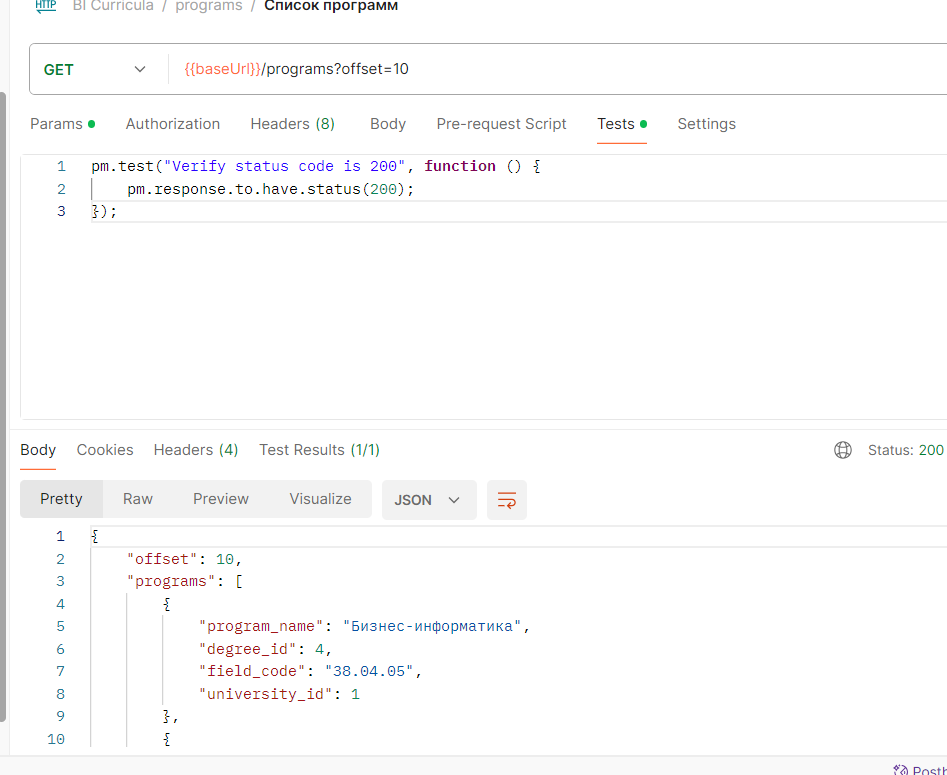 HTTP BI Curricula / programs / Список программ
GET {{baseUrl}}/programs?offset=10
Params Authorization Headers (8) Body Pre-request Script Tests Settings
1 pm.test("Verify status code is 200", function () {
2 pm.response.to.have.status(200);
3 });
Body Cookies Headers (4) Test Results (1/1) Status: 200
Pretty Raw Preview Visualize JSON
1 {
2 "offset": 10,
3 "programs": [
4 {
5 "program_name": "Бизнес-информатика",
6 "degree_id": 4,
7 "field_code": "38.04.05",
8 "university_id": 1
9 },
10 {